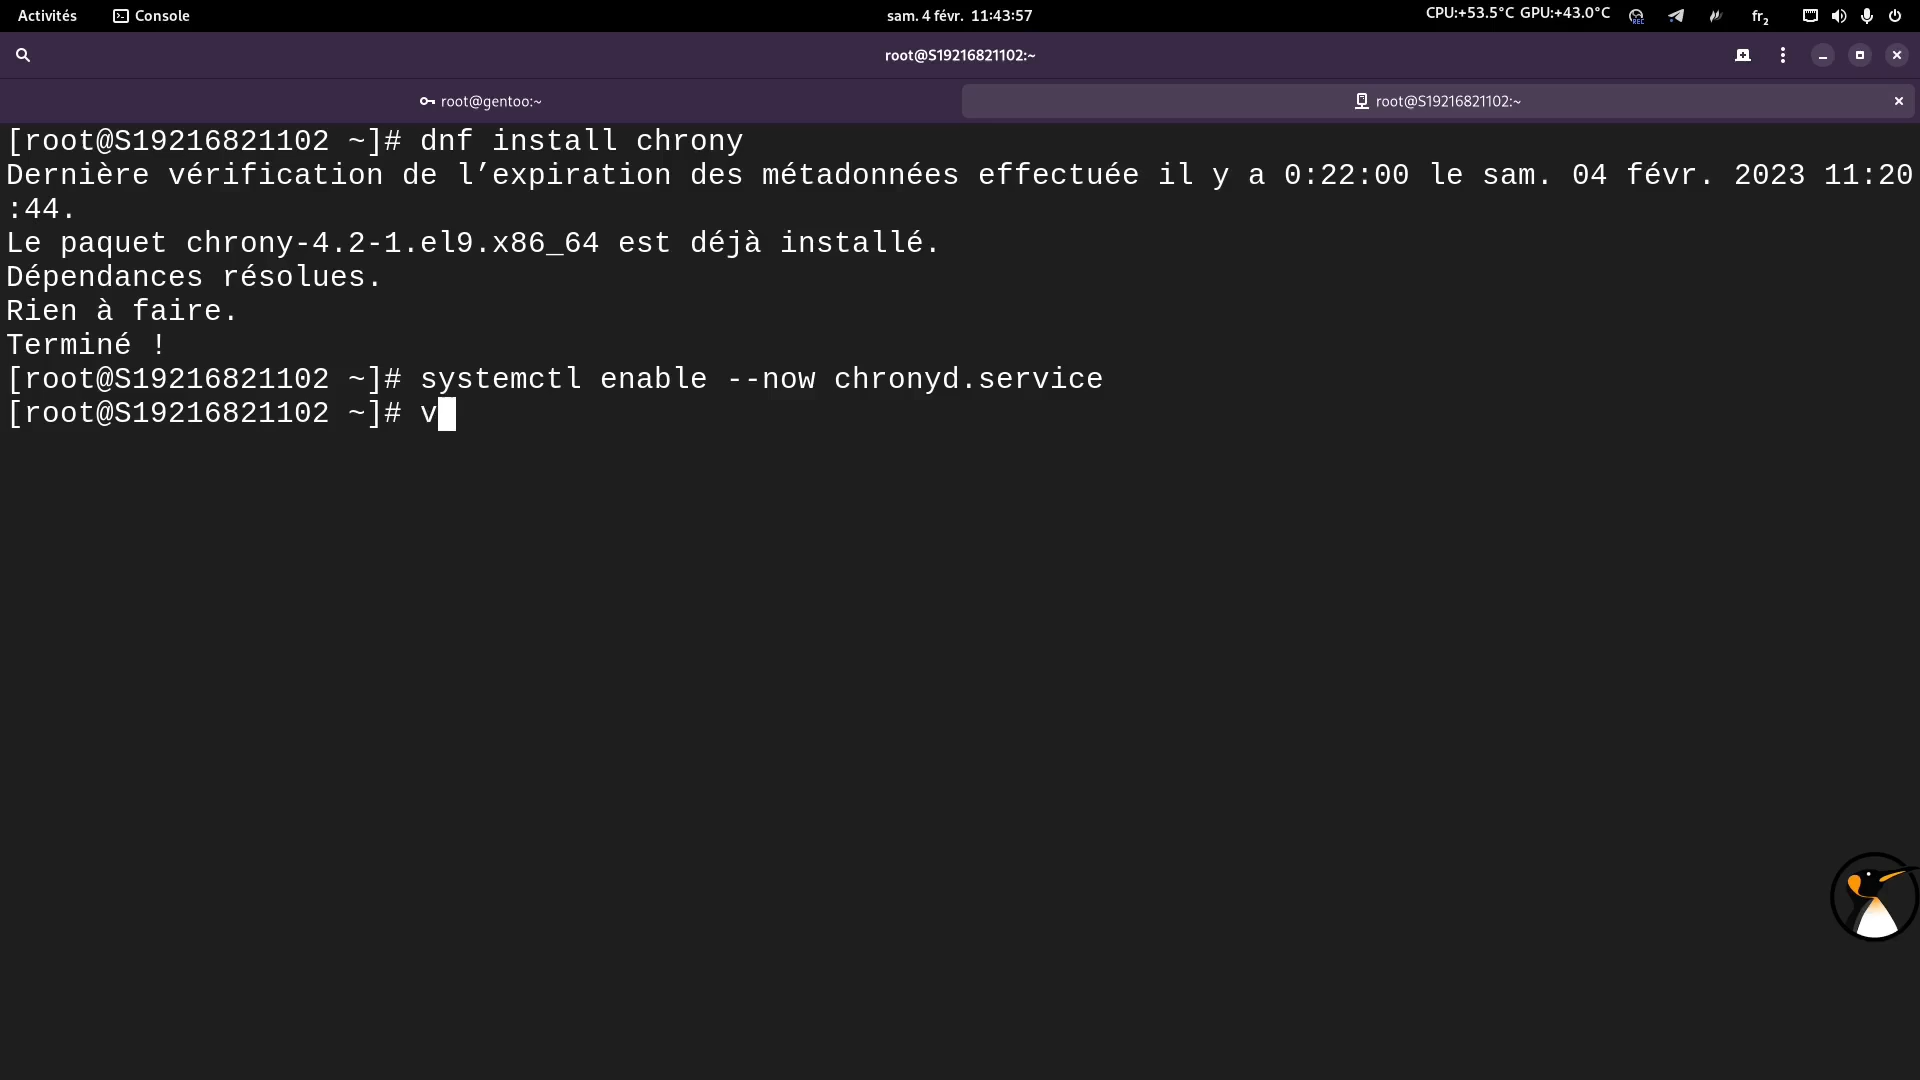 Activités Console sam. 4 févr. 11:43:57 CPU:+53.5°C GPU:+43.0°C REC fr₂
root@S19216821102:~
root@gentoo:~ root@S19216821102:~
[root@S19216821102 ~]# dnf install chrony
Dernière vérification de l’expiration des métadonnées effectuée il y a 0:22:00 le sam. 04 févr. 2023 11:20
:44.
Le paquet chrony-4.2-1.el9.x86_64 est déjà installé.
Dépendances résolues.
Rien à faire.
Terminé !
[root@S19216821102 ~]# systemctl enable --now chronyd.service
[root@S19216821102 ~]# v